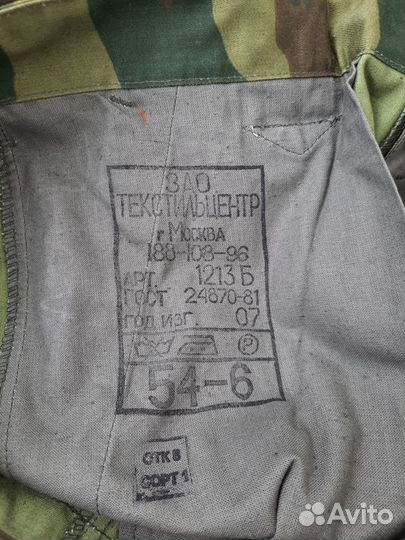 ЗАО
ТЕКСТИЛЬЦЕНТР
г Москва
188-108-96
АРТ. 1213 Б
ГОСТ 24870-81
ГОД ИЗГ. 07
P
54-6
ОТК 8
СОРТ 1
Avito